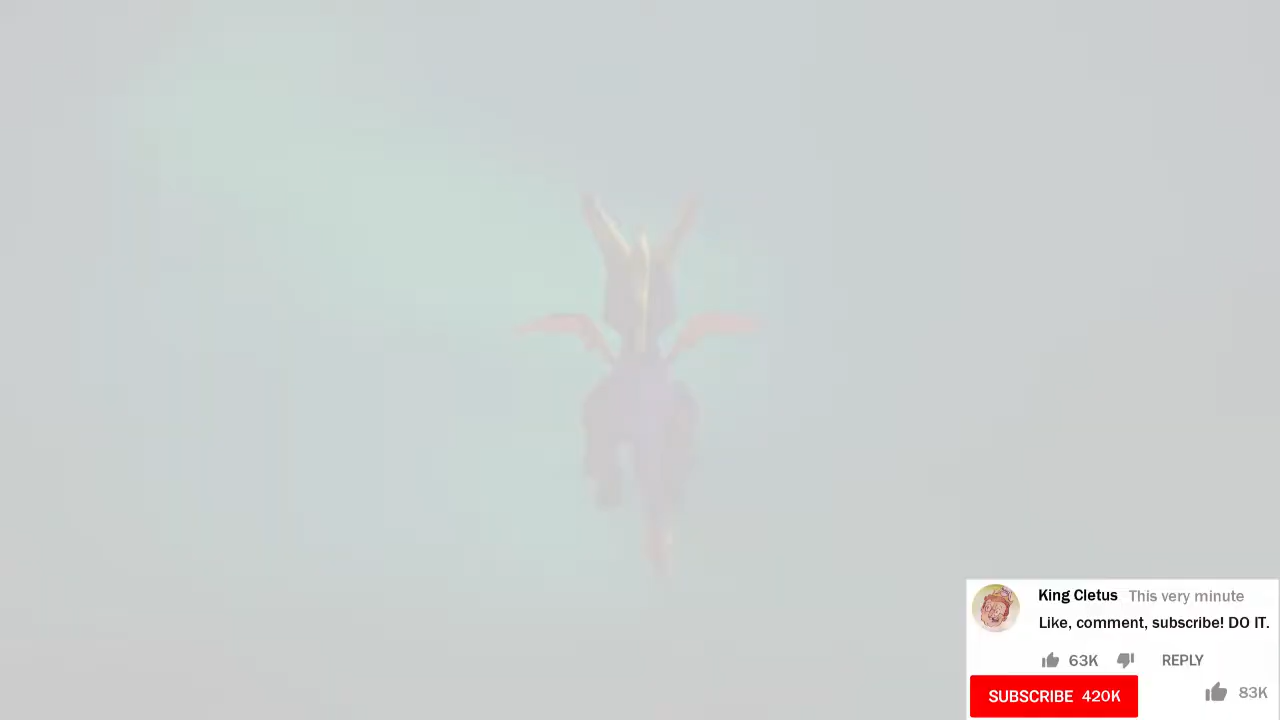 King Cletus This very minute
Like, comment, subscribe! DO IT.
63K REPLY
SUBSCRIBE 420K 83K